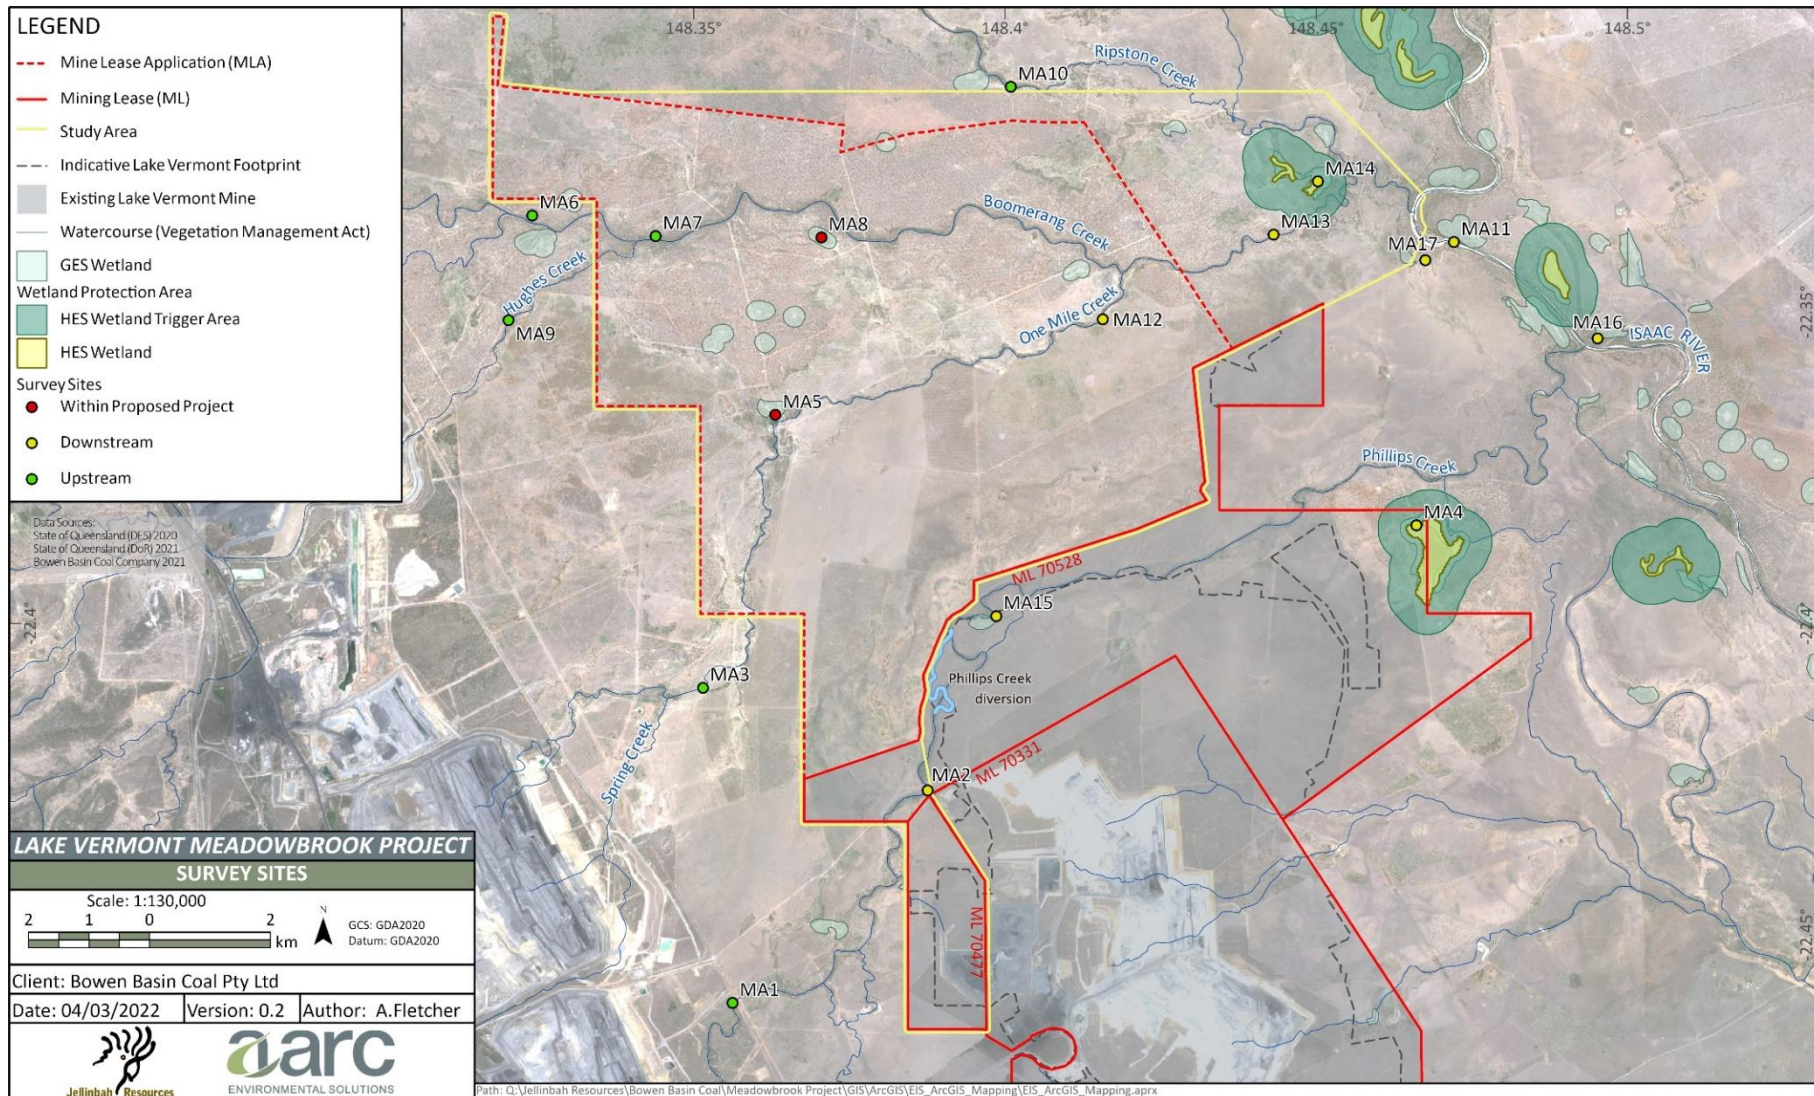 LEGEND
Mine Lease Application (MLA)
Mining Lease (ML)
Study Area
Indicative Lake Vermont Footprint
Existing Lake Vermont Mine
Watercourse (Vegetation Management Act)
GES Wetland
Wetland Protection Area
HES Wetland Trigger Area
HES Wetland
Survey Sites
Within Proposed Project
Downstream
Upstream
Data Sources:
State of Queensland (DES) 2020
State of Queensland (DoR) 2021
Bowen Basin Coal Company 2021
148.35°
148.4°
148.45°
148.5°
MA10
Ripstone Creek
MA14
MA6
MA7
MA8
Boomerang Creek
MA13
MA11
MA17
Hughes Creek
MA9
One Mile Creek
MA12
MA16
ISAAC RIVER
-22.35°
MA5
Phillips Creek
MA4
ML 70528
MA15
-22.4°
-22.4°
MA3
Phillips Creek
diversion
Spring Creek
MA2
ML 70331
ML 70477
-22.45°
MA1
LAKE VERMONT MEADOWBROOK PROJECT
SURVEY SITES
Scale: 1:130,000
2 1 0 2
km
N
GCS: GDA2020
Datum: GDA2020
Client: Bowen Basin Coal Pty Ltd
Date: 04/03/2022 Version: 0.2 Author: A.Fletcher
Jellinbah Resources
aarc
ENVIRONMENTAL SOLUTIONS
Path: Q:\Jellinbah Resources\Bowen Basin Coal\Meadowbrook Project\GIS\ArcGIS\EIS_ArcGIS_Mapping\EIS_ArcGIS_Mapping.aprx